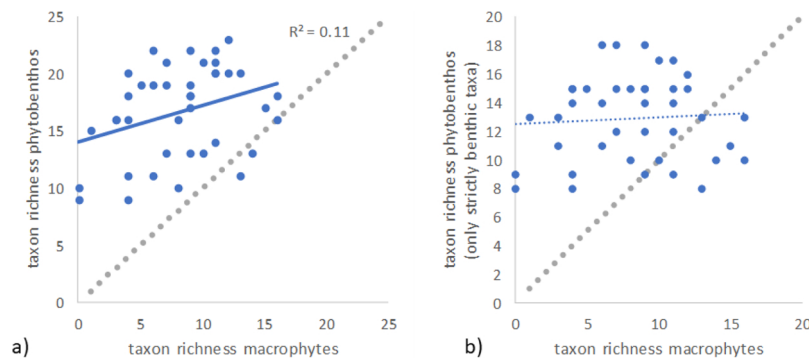 25
20
15
10
5
0
taxon richness phytobenthos
R² = 0.11
0 5 10 15 20 25
taxon richness macrophytes
a)
20
18
16
14
12
10
8
6
4
2
0
taxon richness phytobenthos
(only strictly benthic taxa)
0 5 10 15 20
taxon richness macrophytes
b)